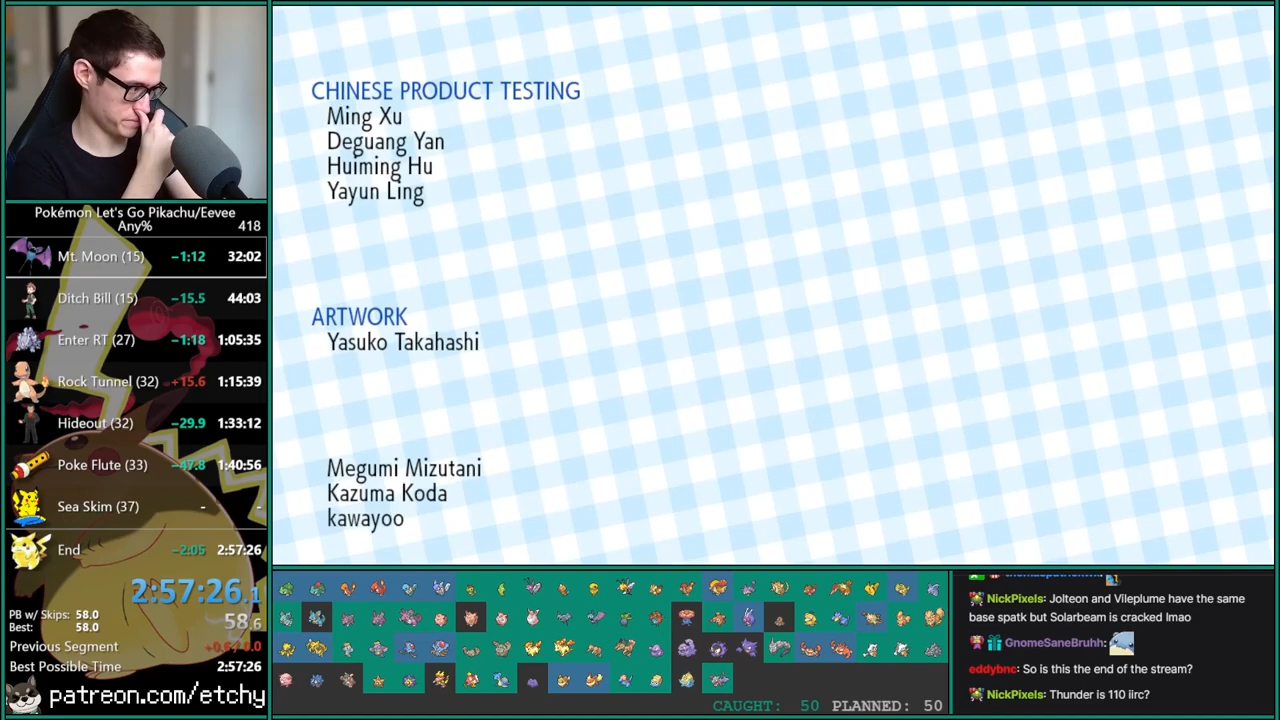 CHINESE PRODUCT TESTING
Ming Xu
Deguang Yan
Huiming Hu
Yayun Ling
ARTWORK
Yasuko Takahashi
Megumi Mizutani
Kazuma Koda
kawayoo
Pokémon Let's Go Pikachu/Eevee
Any% 418
Mt. Moon (15) −1:12 32:02
Ditch Bill (15) −15.5 44:03
Enter RT (27) −1:18 1:05:35
Rock Tunnel (32) +15.6 1:15:39
Hideout (32) −29.9 1:33:12
Poke Flute (33) −47.8 1:40:56
Sea Skim (37) - -
End −2:05 2:57:26
2:57:26.1
PB w/ Skips: 58.0
Best: 58.0
58.6
Previous Segment +0.6 / 0.0
Best Possible Time 2:57:26
patreon.com/etchy
CAUGHT: 50 PLANNED: 50
NickPixels: Jolteon and Vileplume have the same
base spatk but Solarbeam is cracked lmao
GnomeSaneBruhh:
eddybnc: So is this the end of the stream?
NickPixels: Thunder is 110 iirc?